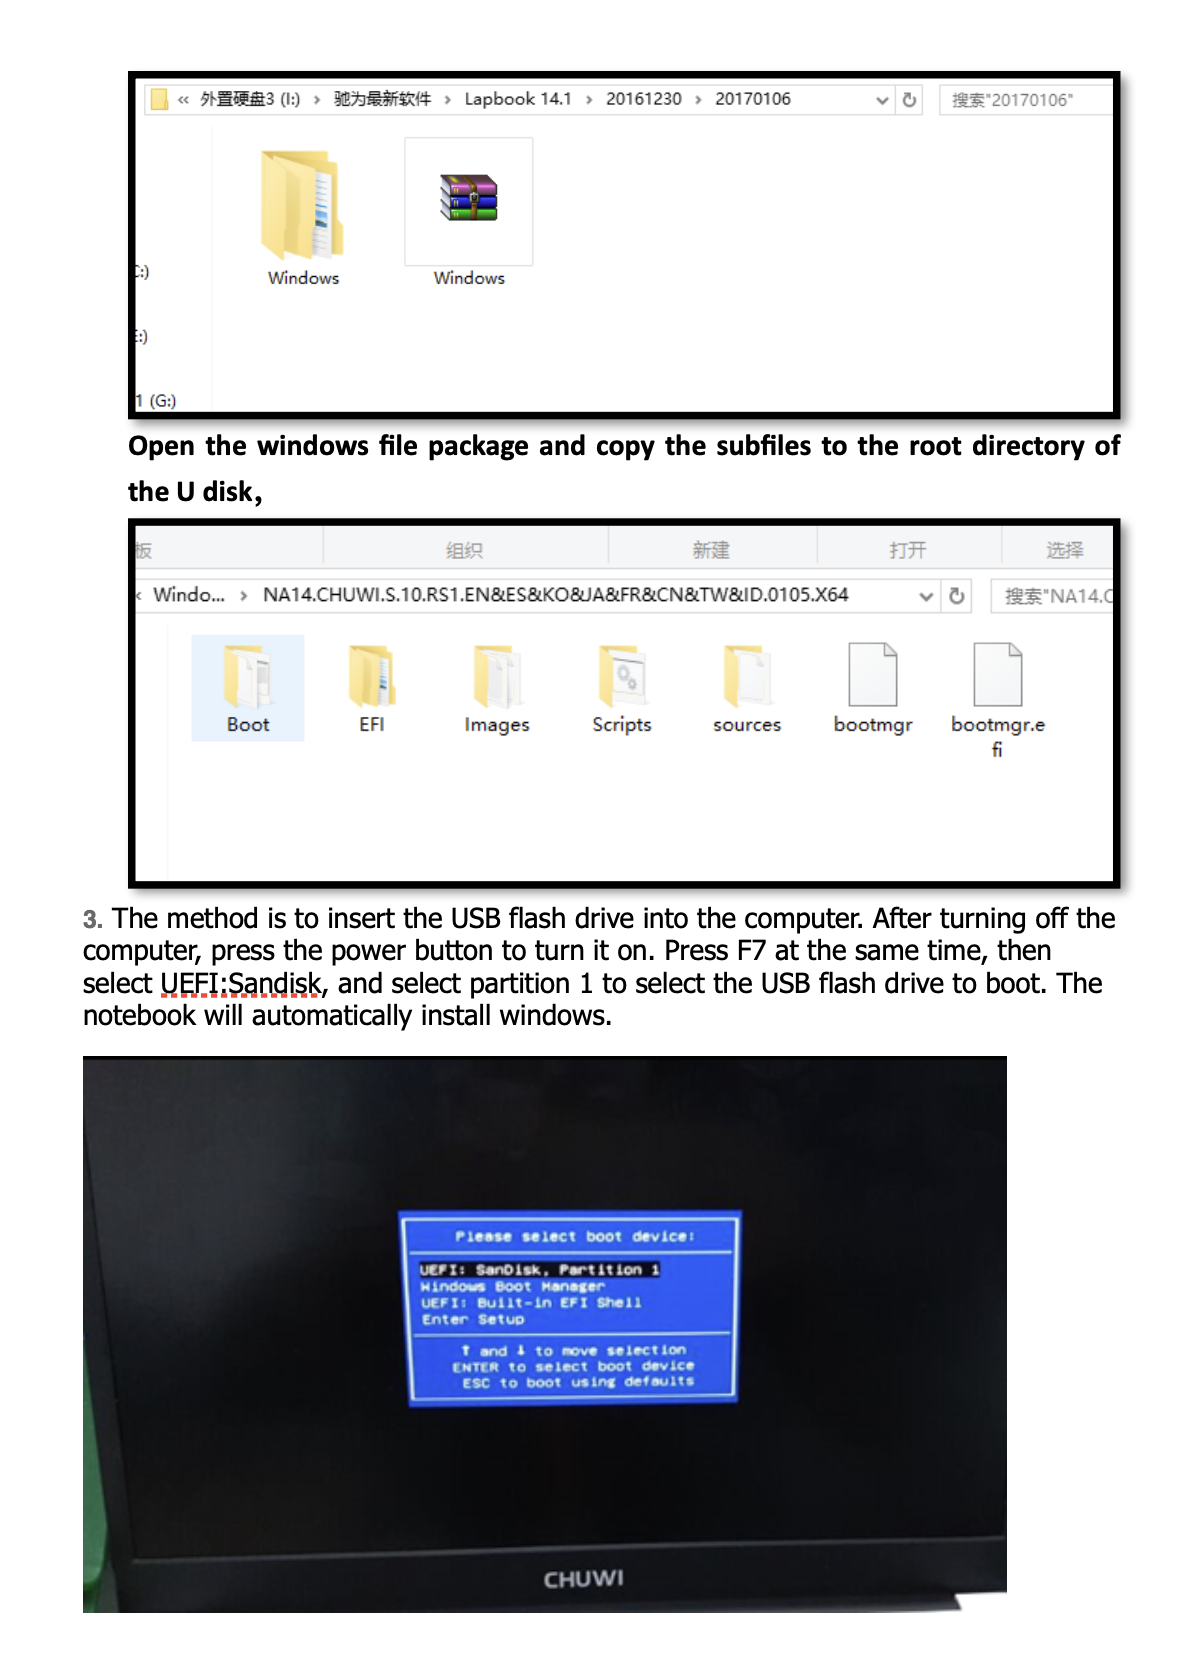 « 外置硬盘3 (I:) › 驰为最新软件 › Lapbook 14.1 › 20161230 › 20170106
搜索"20170106"
Windows
Windows
C:)
E:)
1 (G:)
Open the windows file package and copy the subfiles to the root directory of
the U disk，
板
组织
新建
打开
选择
‹ Windo... › NA14.CHUWI.S.10.RS1.EN&ES&KO&JA&FR&CN&TW&ID.0105.X64
搜索"NA14.C
Boot
EFI
Images
Scripts
sources
bootmgr
bootmgr.e
fi
3. The method is to insert the USB flash drive into the computer. After turning off the
computer, press the power button to turn it on. Press F7 at the same time, then
select UEFI:Sandisk, and select partition 1 to select the USB flash drive to boot. The
notebook will automatically install windows.
Please select boot device:
UEFI: SanDisk, Partition 1
Windows Boot Manager
UEFI: Built-in EFI Shell
Enter Setup
↑ and ↓ to move selection
ENTER to select boot device
ESC to boot using defaults
CHUWI